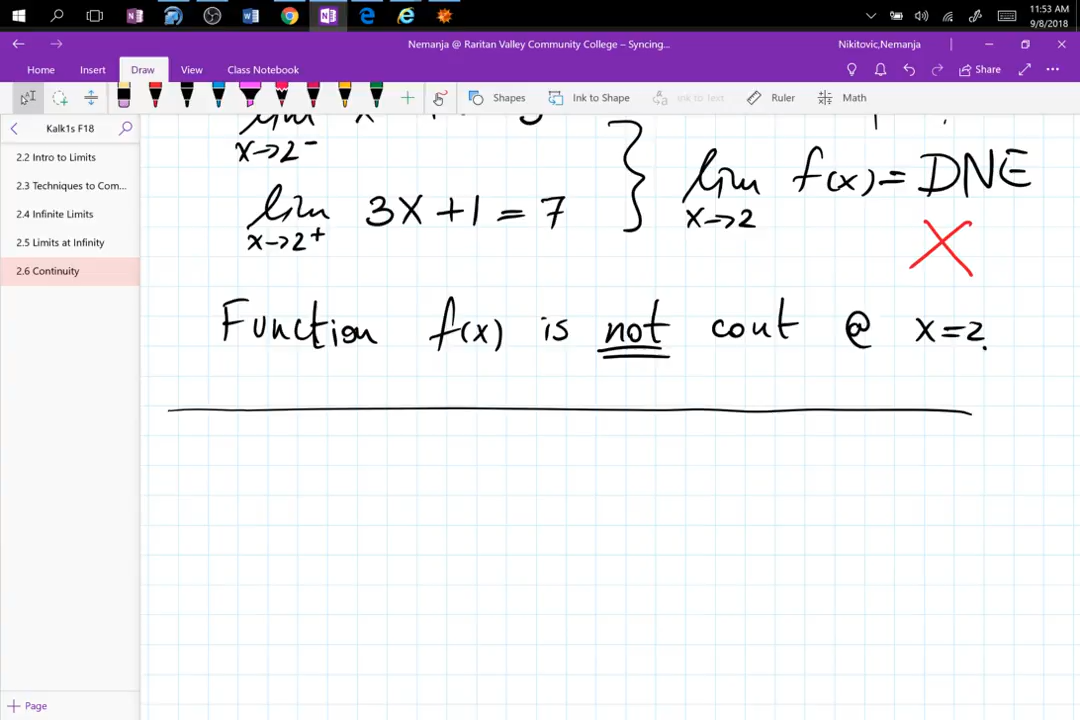 11:53 AM
9/8/2018
Nemanja @ Raritan Valley Community College – Syncing...
Nikitovic,Nemanja
Home Insert Draw View Class Notebook
Share
Shapes Ink to Shape Ink to Text Ruler Math
Kalk1s F18
2.2 Intro to Limits
2.3 Techniques to Com...
2.4 Infinite Limits
2.5 Limits at Infinity
2.6 Continuity
Page
lim
x→2⁻
lim 3x+1=7
x→2⁺
lim f(x)= DNE
x→2
Function f(x) is not cont @ x=2.